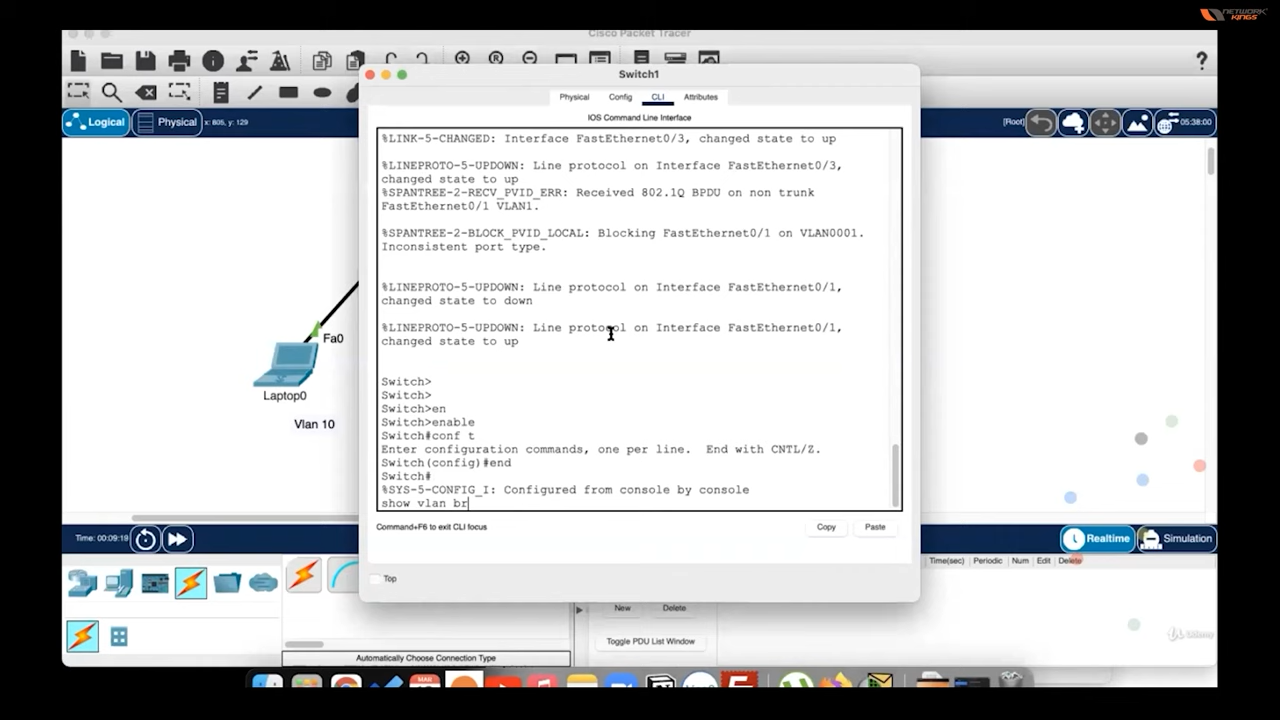 NETWORK
KINGS
Cisco Packet Tracer
Switch1
Physical Config CLI Attributes
Logical Physical x: 805, y: 129
[Root] 05:38:00
IOS Command Line Interface
%LINK-5-CHANGED: Interface FastEthernet0/3, changed state to up
%LINEPROTO-5-UPDOWN: Line protocol on Interface FastEthernet0/3,
changed state to up
%SPANTREE-2-RECV_PVID_ERR: Received 802.1Q BPDU on non trunk
FastEthernet0/1 VLAN1.
%SPANTREE-2-BLOCK_PVID_LOCAL: Blocking FastEthernet0/1 on VLAN0001.
Inconsistent port type.
%LINEPROTO-5-UPDOWN: Line protocol on Interface FastEthernet0/1,
changed state to down
%LINEPROTO-5-UPDOWN: Line protocol on Interface FastEthernet0/1,
changed state to up
Switch>
Switch>
Switch>en
Switch>enable
Switch#conf t
Enter configuration commands, one per line. End with CNTL/Z.
Switch(config)#end
Switch#
%SYS-5-CONFIG_I: Configured from console by console
show vlan br
Fa0
Laptop0
Vlan 10
Command+F6 to exit CLI focus
Copy Paste
Top
Time: 00:09:19
Realtime Simulation
Time(sec) Periodic Num Edit Delete
New Delete
Toggle PDU List Window
Automatically Choose Connection Type
Udemy